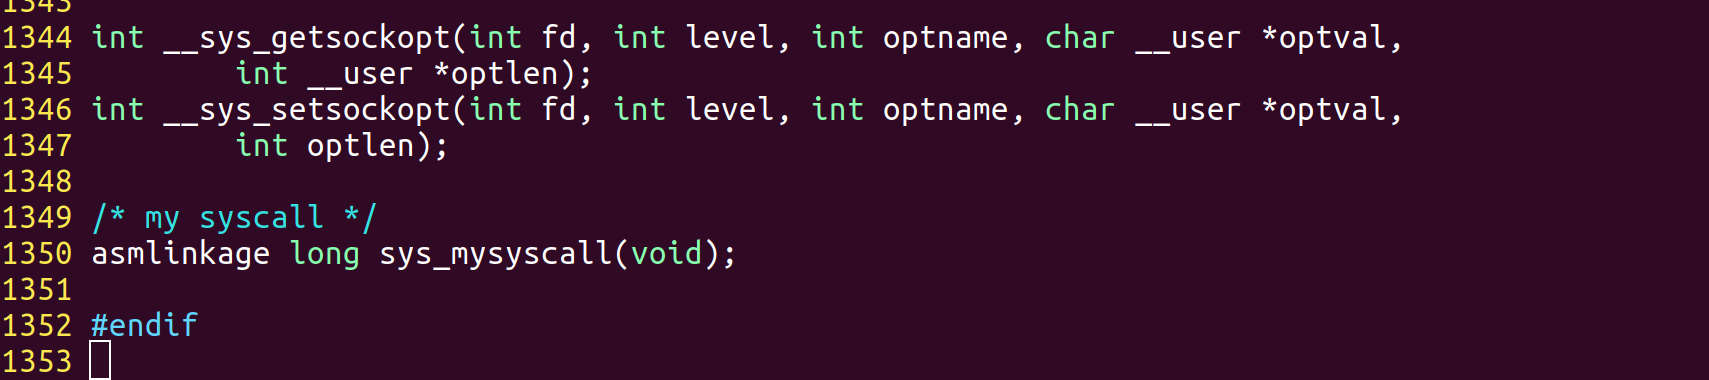 1343
1344 int __sys_getsockopt(int fd, int level, int optname, char __user *optval,
1345         int __user *optlen);
1346 int __sys_setsockopt(int fd, int level, int optname, char __user *optval,
1347         int optlen);
1348
1349 /* my syscall */
1350 asmlinkage long sys_mysyscall(void);
1351
1352 #endif
1353